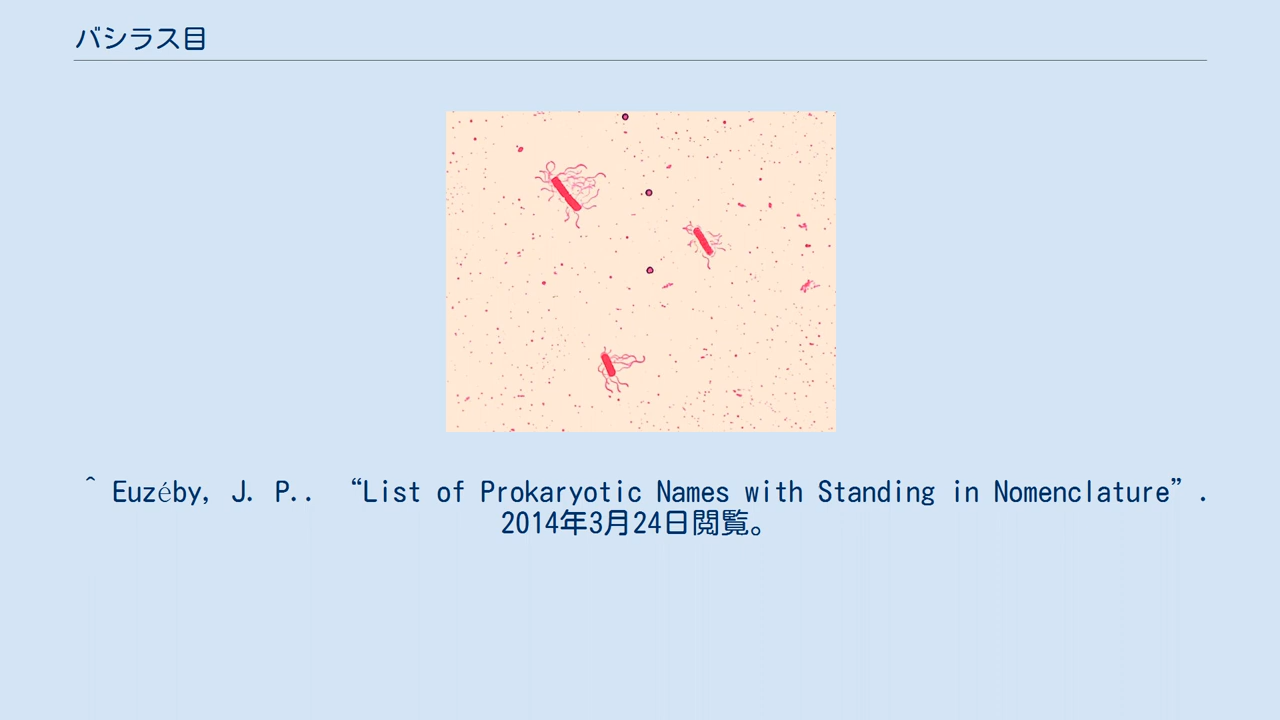 バシラス目
^ Euzéby, J. P.. “List of Prokaryotic Names with Standing in Nomenclature”.
2014年3月24日閲覧。